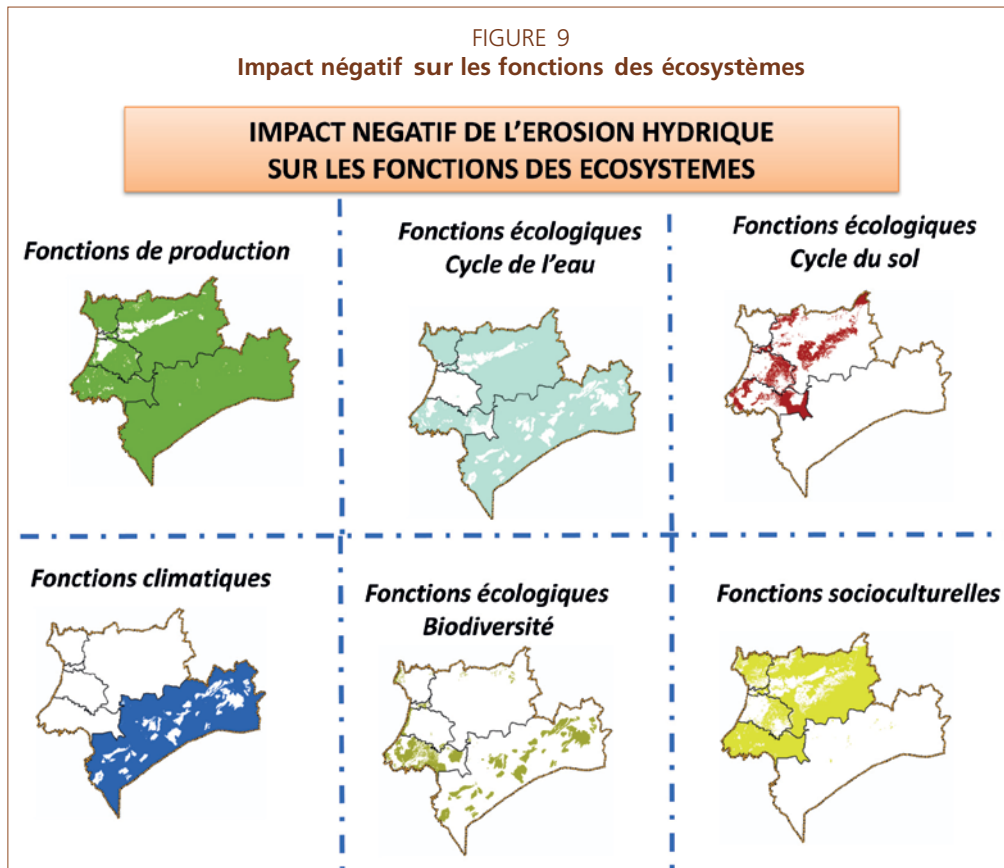 FIGURE 9
Impact négatif sur les fonctions des écosystèmes
IMPACT NEGATIF DE L'EROSION HYDRIQUE
SUR LES FONCTIONS DES ECOSYSTEMES
Fonctions de production
Fonctions écologiques
Cycle de l'eau
Fonctions écologiques
Cycle du sol
Fonctions climatiques
Fonctions écologiques
Biodiversité
Fonctions socioculturelles